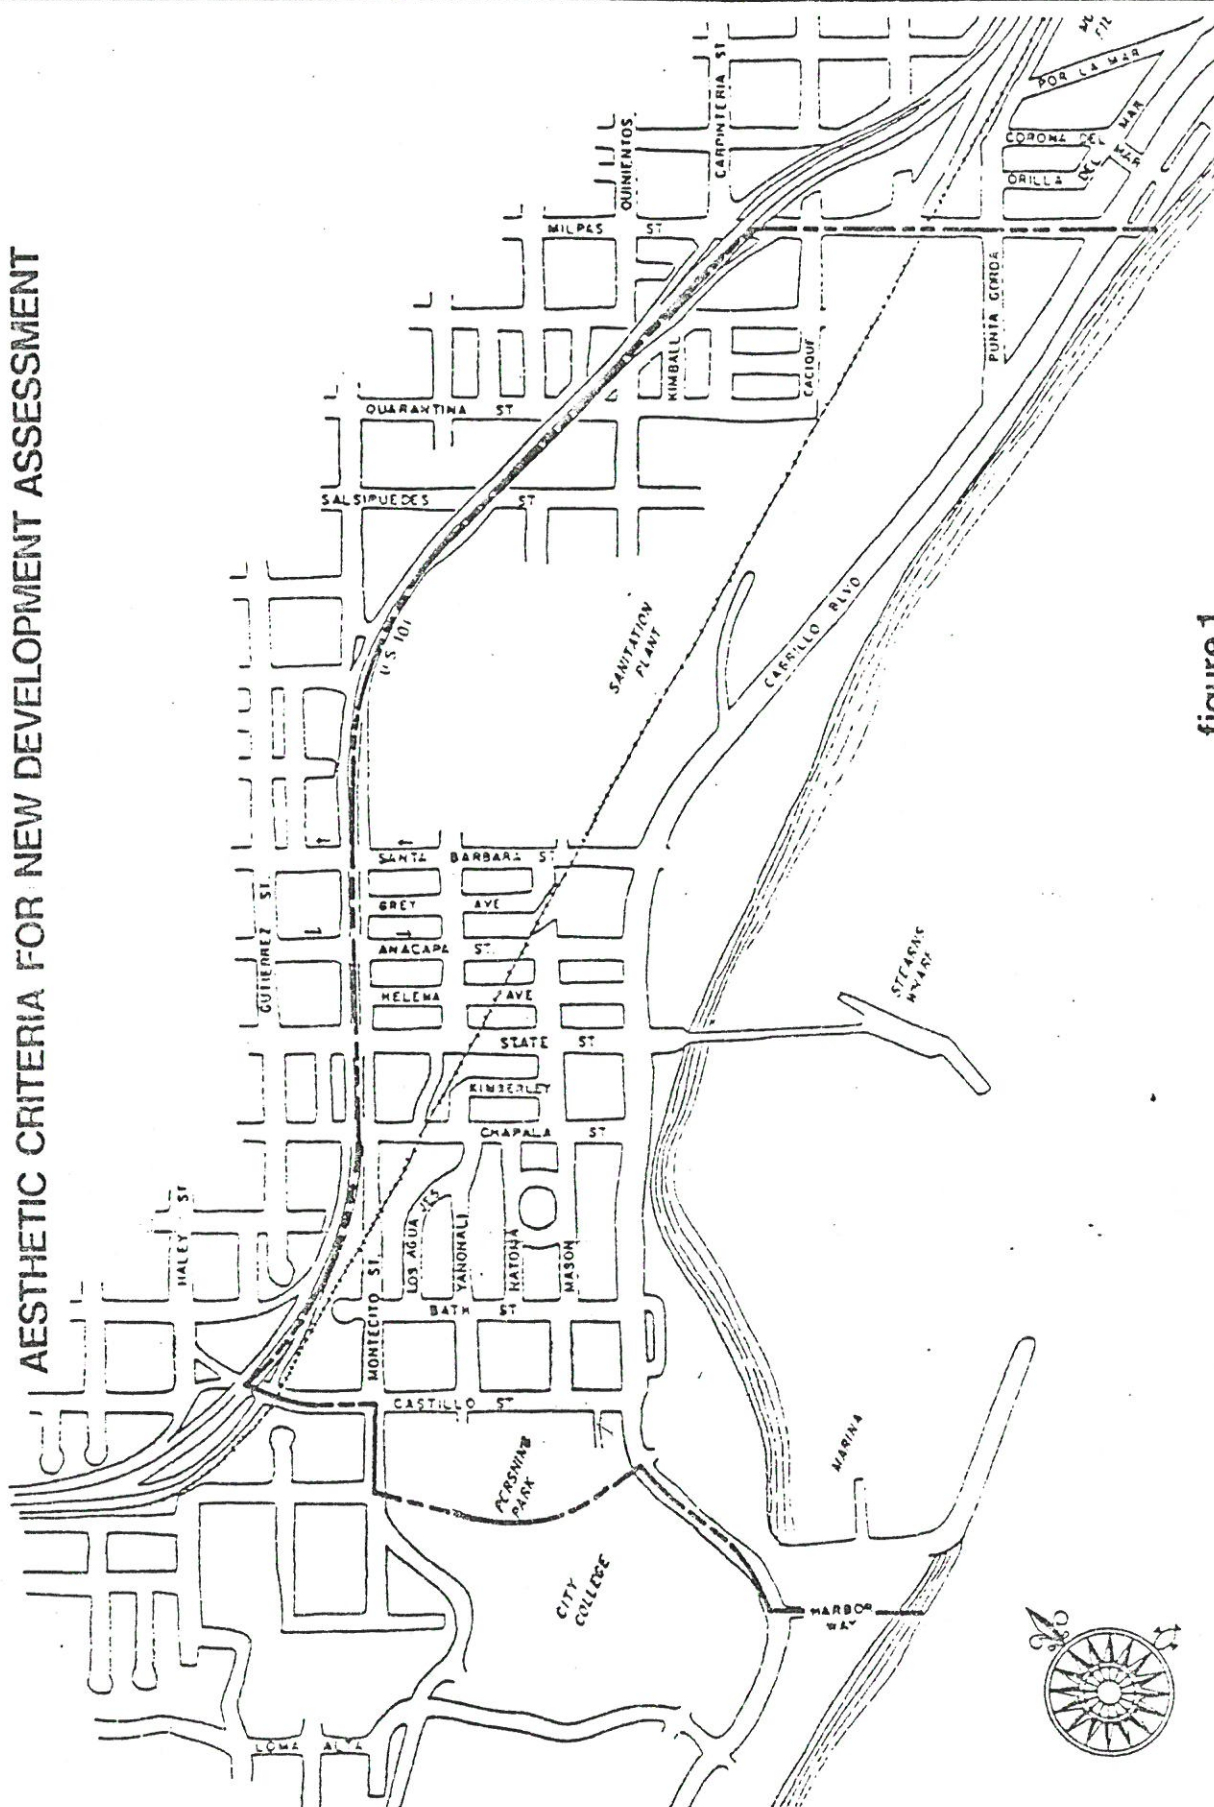 AESTHETIC CRITERIA FOR NEW DEVELOPMENT ASSESSMENT
CARPINTERIA ST
QUINIENTOS
MILPAS ST
POR LA MAR
CORONA DEL MAR
ORILLA DEL MAR
PUNTA GORDA
CACIQUE
KIMBALL
QUARANTINA ST
SALSIPUEDES ST
U S 101
SANITATION
PLANT
CABRILLO BLVD
SANTA BARBARA ST
GREY AVE
ANACAPA ST.
HELENA AVE
STATE ST
KIMBERLEY
CHAPALA ST
GUTIERREZ ST.
HALEY ST
MONTECITO ST.
LOS AGUA
YANONALI
NATOMA
MASON
BATH ST
CASTILLO ST
PERSHING
PARK
CITY
COLLEGE
STEARNS
WHARF
MARINA
HARBOR
WAY
LOMA ALTA
figure 1